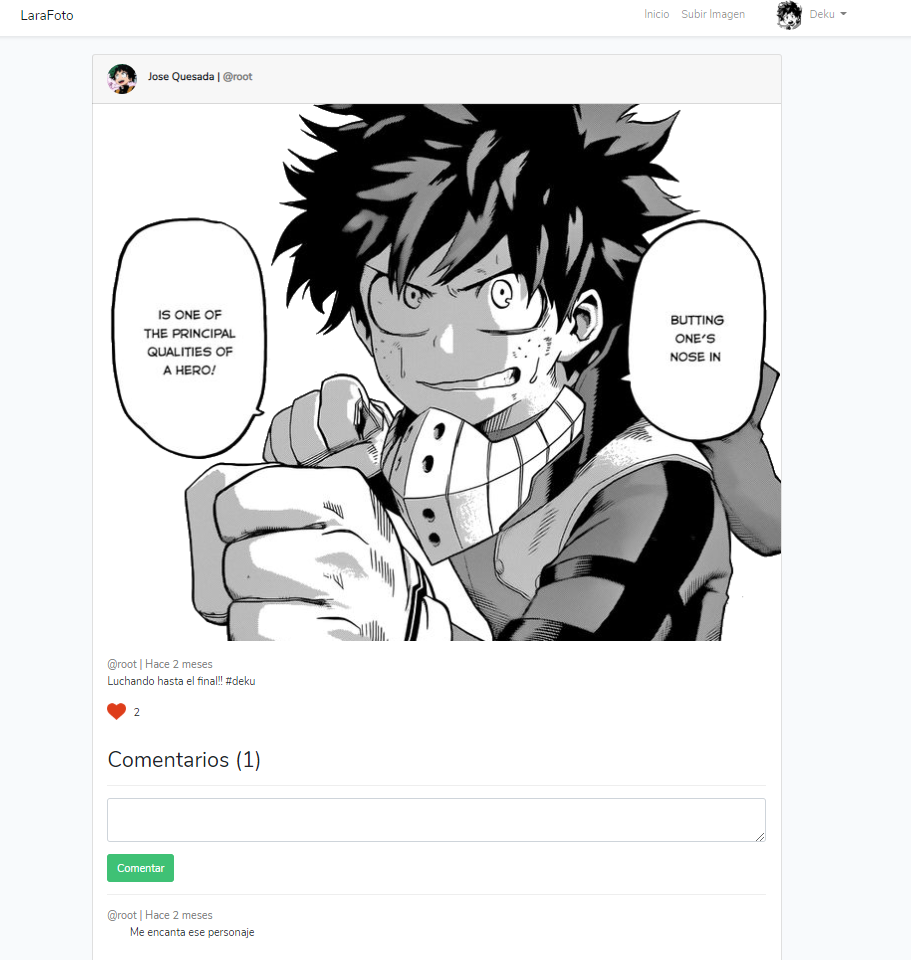 LaraFoto
Inicio Subir Imagen Deku
Jose Quesada | @root
BUTTING
ONE'S
NOSE IN
IS ONE OF
THE PRINCIPAL
QUALITIES OF
A HERO!
@root | Hace 2 meses
Luchando hasta el final!! #deku
2
Comentarios (1)
Comentar
@root | Hace 2 meses
Me encanta ese personaje